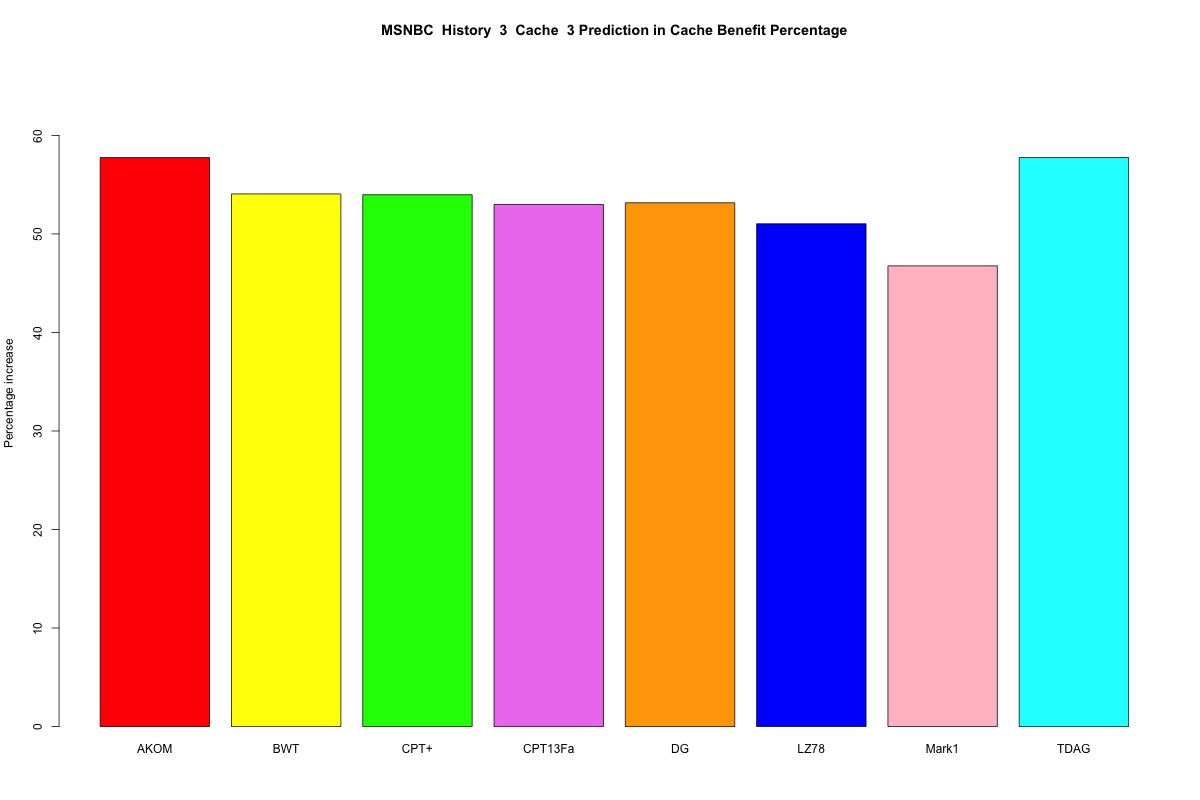 MSNBC  History  3  Cache  3 Prediction in Cache Benefit Percentage
Percentage increase
60
50
40
30
20
10
0
AKOM BWT CPT+ CPT13Fa DG LZ78 Mark1 TDAG